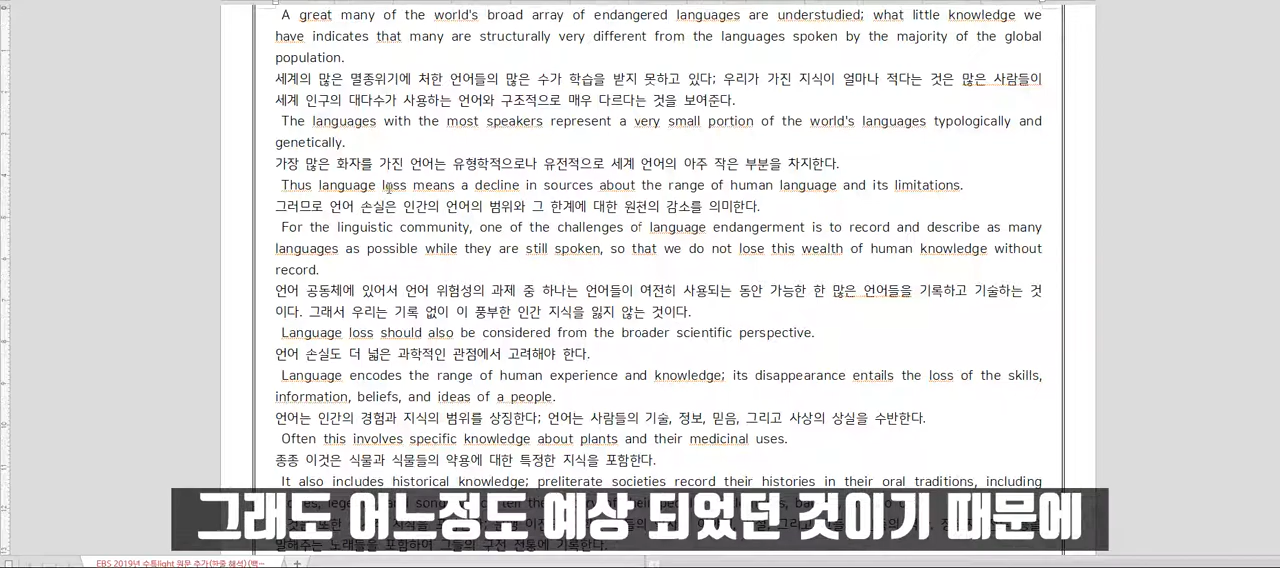 A great many of the world's broad array of endangered languages are understudied; what little knowledge we
have indicates that many are structurally very different from the languages spoken by the majority of the global
population.
세계의 많은 멸종위기에 처한 언어들의 많은 수가 학습을 받지 못하고 있다; 우리가 가진 지식이 얼마나 적다는 것은 많은 사람들이
세계 인구의 대다수가 사용하는 언어와 구조적으로 매우 다르다는 것을 보여준다.
The languages with the most speakers represent a very small portion of the world's languages typologically and
genetically.
가장 많은 화자를 가진 언어는 유형학적으로나 유전적으로 세계 언어의 아주 작은 부분을 차지한다.
Thus language loss means a decline in sources about the range of human language and its limitations.
그러므로 언어 손실은 인간의 언어의 범위와 그 한계에 대한 원천의 감소를 의미한다.
For the linguistic community, one of the challenges of language endangerment is to record and describe as many
languages as possible while they are still spoken, so that we do not lose this wealth of human knowledge without
record.
언어 공동체에 있어서 언어 위험성의 과제 중 하나는 언어들이 여전히 사용되는 동안 가능한 한 많은 언어들을 기록하고 기술하는 것
이다. 그래서 우리는 기록 없이 이 풍부한 인간 지식을 잃지 않는 것이다.
Language loss should also be considered from the broader scientific perspective.
언어 손실도 더 넓은 과학적인 관점에서 고려해야 한다.
Language encodes the range of human experience and knowledge; its disappearance entails the loss of the skills,
information, beliefs, and ideas of a people.
언어는 인간의 경험과 지식의 범위를 상징한다; 언어는 사람들의 기술, 정보, 믿음, 그리고 사상의 상실을 수반한다.
Often this involves specific knowledge about plants and their medicinal uses.
종종 이것은 식물과 식물들의 약용에 대한 특정한 지식을 포함한다.
It also includes historical knowledge; preliterate societies record their histories in their oral traditions, including
그래도 어느정도 예상 되었던 것이기 때문에
EBS 2019년 수특light 원문 추가(한줄 해석)(백…